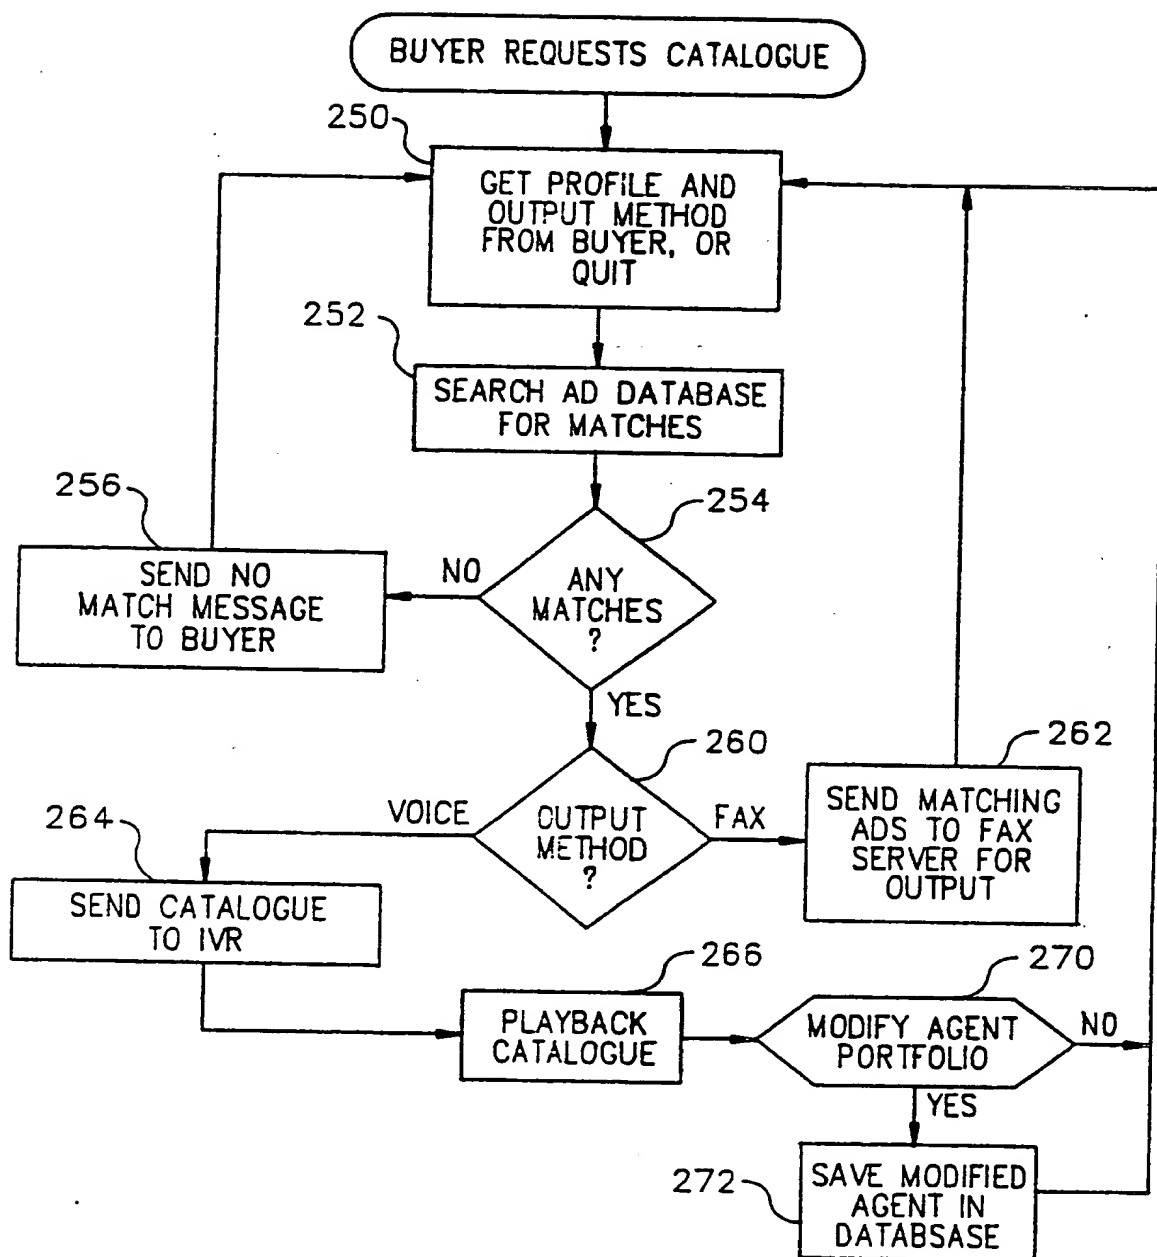 BUYER REQUESTS CATALOGUE
250
GET PROFILE AND
OUTPUT METHOD
FROM BUYER, OR
QUIT
252
SEARCH AD DATABASE
FOR MATCHES
256
254
SEND NO
MATCH MESSAGE
TO BUYER
NO
ANY
MATCHES
?
YES
260
262
264
VOICE
OUTPUT
METHOD
?
FAX
SEND MATCHING
ADS TO FAX
SERVER FOR
OUTPUT
SEND CATALOGUE
TO IVR
266
270
PLAYBACK
CATALOGUE
MODIFY AGENT
PORTFOLIO
NO
YES
272
SAVE MODIFIED
AGENT IN
DATABSASE